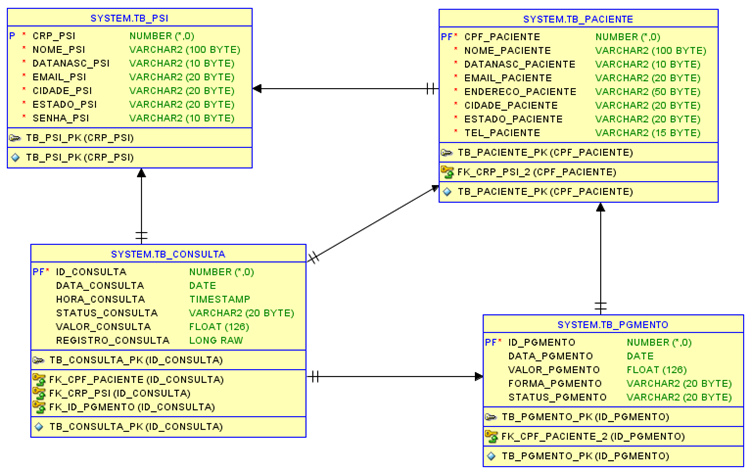 SYSTEM.TB_PSI
P * CRP_PSI NUMBER (*,0)
* NOME_PSI VARCHAR2 (100 BYTE)
* DATANASC_PSI VARCHAR2 (10 BYTE)
* EMAIL_PSI VARCHAR2 (20 BYTE)
* CIDADE_PSI VARCHAR2 (20 BYTE)
* ESTADO_PSI VARCHAR2 (20 BYTE)
* SENHA_PSI VARCHAR2 (10 BYTE)
TB_PSI_PK (CRP_PSI)
TB_PSI_PK (CRP_PSI)
SYSTEM.TB_PACIENTE
PF* CPF_PACIENTE NUMBER (*,0)
* NOME_PACIENTE VARCHAR2 (100 BYTE)
* DATANASC_PACIENTE VARCHAR2 (10 BYTE)
* EMAIL_PACIENTE VARCHAR2 (20 BYTE)
* ENDERECO_PACIENTE VARCHAR2 (50 BYTE)
* CIDADE_PACIENTE VARCHAR2 (20 BYTE)
* ESTADO_PACIENTE VARCHAR2 (20 BYTE)
* TEL_PACIENTE VARCHAR2 (15 BYTE)
TB_PACIENTE_PK (CPF_PACIENTE)
FK_CRP_PSI_2 (CPF_PACIENTE)
TB_PACIENTE_PK (CPF_PACIENTE)
SYSTEM.TB_CONSULTA
PF* ID_CONSULTA NUMBER (*,0)
DATA_CONSULTA DATE
HORA_CONSULTA TIMESTAMP
STATUS_CONSULTA VARCHAR2 (20 BYTE)
VALOR_CONSULTA FLOAT (126)
REGISTRO_CONSULTA LONG RAW
TB_CONSULTA_PK (ID_CONSULTA)
FK_CPF_PACIENTE (ID_CONSULTA)
FK_CRP_PSI (ID_CONSULTA)
FK_ID_PGMENTO (ID_CONSULTA)
TB_CONSULTA_PK (ID_CONSULTA)
SYSTEM.TB_PGMENTO
PF* ID_PGMENTO NUMBER (*,0)
DATA_PGMENTO DATE
VALOR_PGMENTO FLOAT (126)
FORMA_PGMENTO VARCHAR2 (20 BYTE)
STATUS_PGMENTO VARCHAR2 (20 BYTE)
TB_PGMENTO_PK (ID_PGMENTO)
FK_CPF_PACIENTE_2 (ID_PGMENTO)
TB_PGMENTO_PK (ID_PGMENTO)